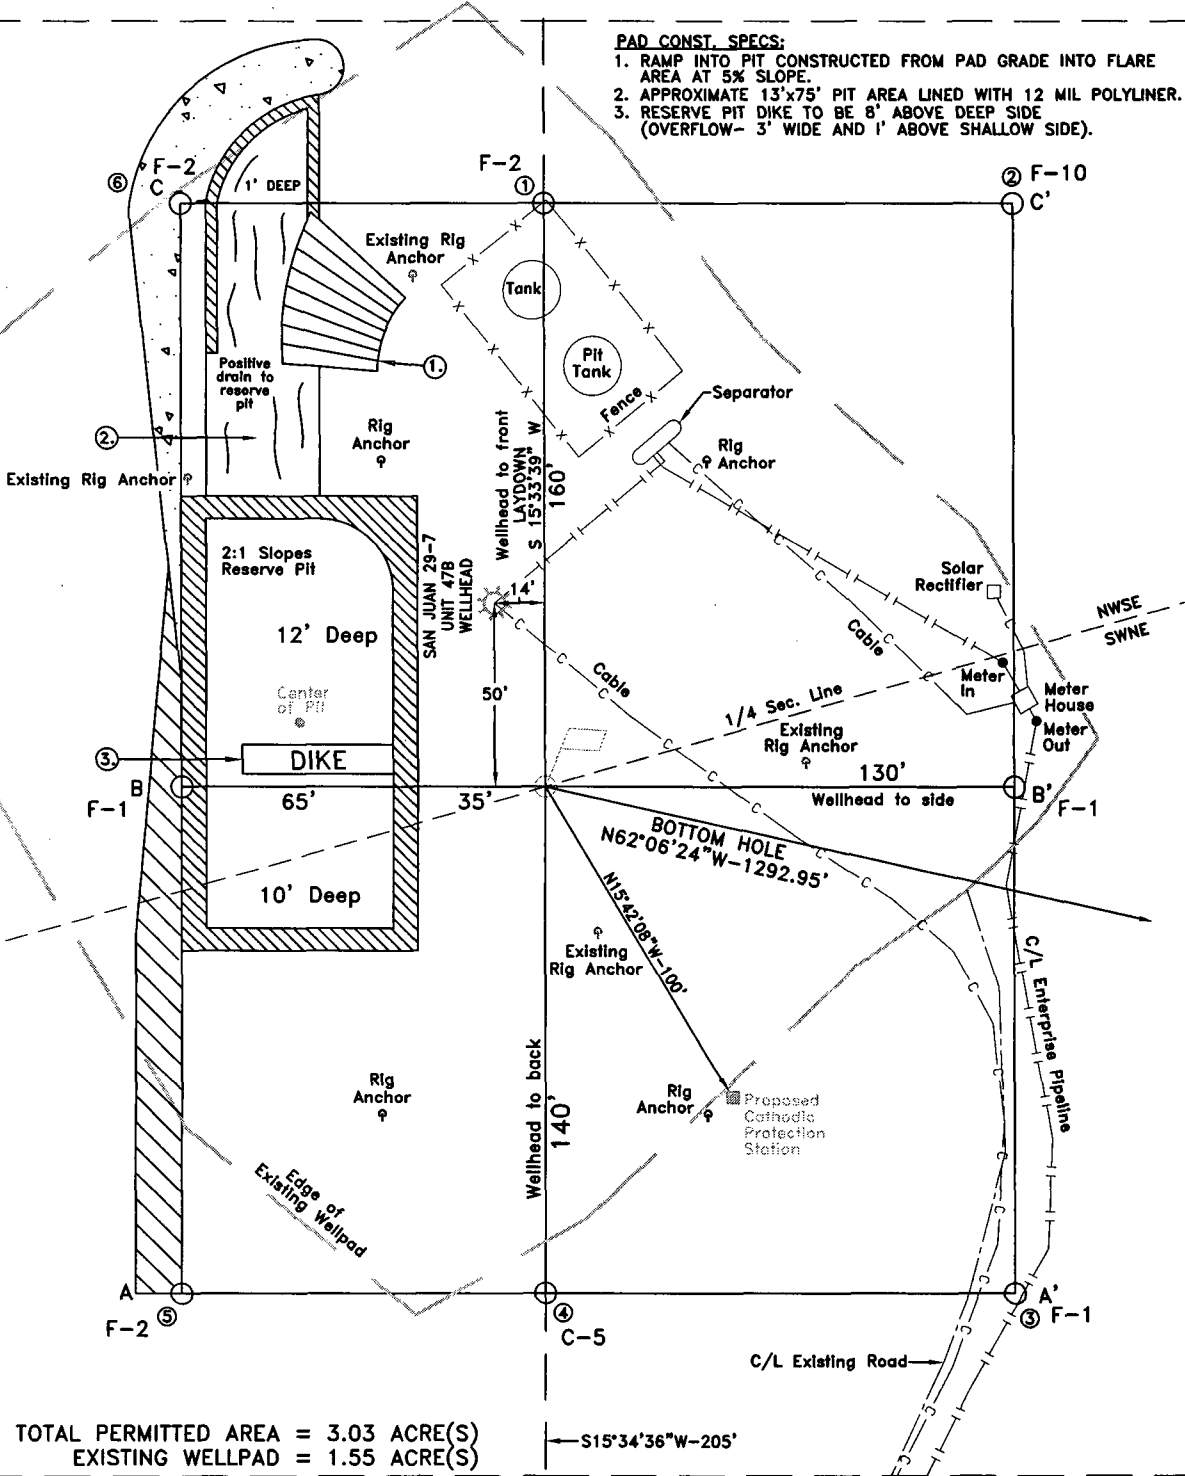 PAD CONST. SPECS:
1. RAMP INTO PIT CONSTRUCTED FROM PAD GRADE INTO FLARE
AREA AT 5% SLOPE.
2. APPROXIMATE 13'x75' PIT AREA LINED WITH 12 MIL POLYLINER.
3. RESERVE PIT DIKE TO BE 8' ABOVE DEEP SIDE
(OVERFLOW- 3' WIDE AND 1' ABOVE SHALLOW SIDE).
⑥
F-2
C
1' DEEP
F-2
①
② F-10
C'
Existing Rig
Anchor
Tank
Pit
Tank
Fence
1.
Positive
drain to
reserve
pit
2.
Rig
Anchor
Separator
Rig
Anchor
Existing Rig Anchor
Wellhead to front
LAYDOWN
S 15°33'39" W
160'
2:1 Slopes
Reserve Pit
12' Deep
SAN JUAN 29-7
UNIT 47B
WELLHEAD
14'
50'
Solar
Rectifier
NWSE
SWNE
Cable
Cable
Meter
In
Meter
House
Meter
Out
Center
of Pit
1/4 Sec. Line
Existing
Rig Anchor
3.
DIKE
B
F-1
65'
35'
130'
Wellhead to side
B'
F-1
BOTTOM HOLE
N62°06'24"W-1292.95'
10' Deep
N15°42'08"W-100'
Existing
Rig Anchor
C/L Enterprise Pipeline
Wellhead to back
140'
Rig
Anchor
Rig
Anchor
Proposed
Cathodic
Protection
Station
Edge of
Existing Wellpad
A
⑤
F-2
④
C-5
A'
③
F-1
C/L Existing Road
TOTAL PERMITTED AREA = 3.03 ACRE(S)
EXISTING WELLPAD = 1.55 ACRE(S)
S15°34'36"W-205'